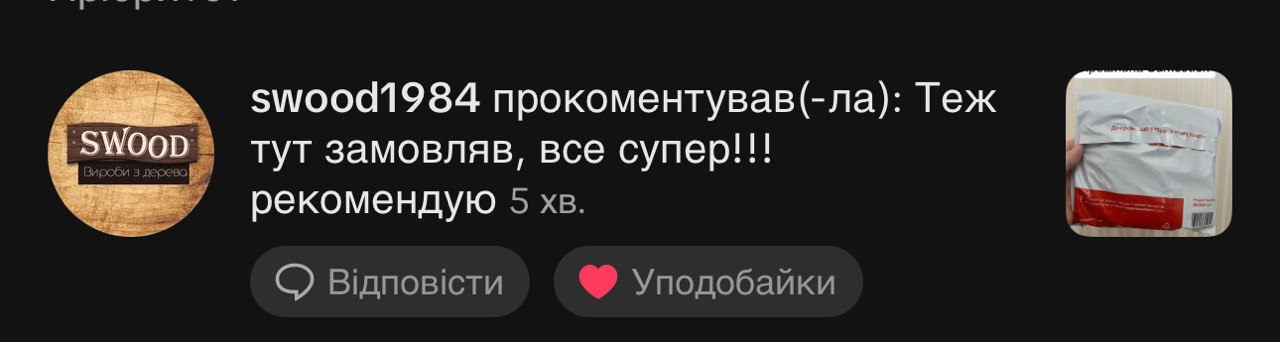 SWOOD
Вироби з дерева
swood1984 прокоментував(-ла): Теж
тут замовляв, все супер!!!
рекомендую 5 хв.
Відповісти
Уподобайки